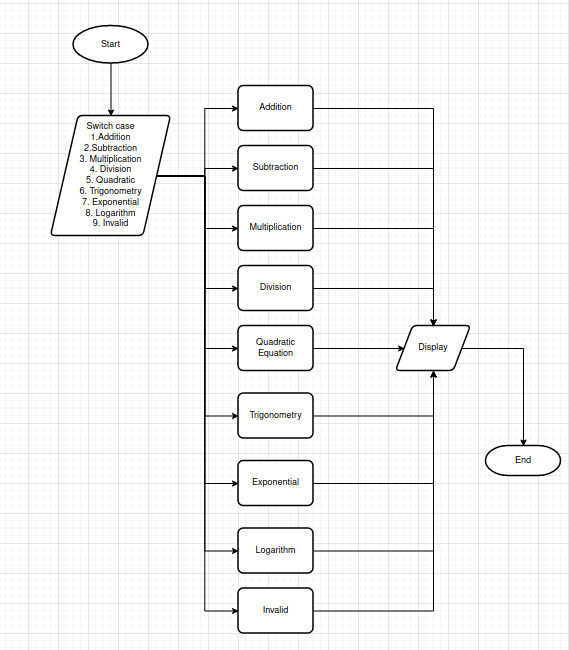 Start
Switch case
1.Addition
2.Subtraction
3. Multiplication
4. Division
5. Quadratic
6. Trigonometry
7. Exponential
8. Logarithm
9. Invalid
Addition
Subtraction
Multiplication
Division
Quadratic
Equation
Trigonometry
Exponential
Logarithm
Invalid
Display
End